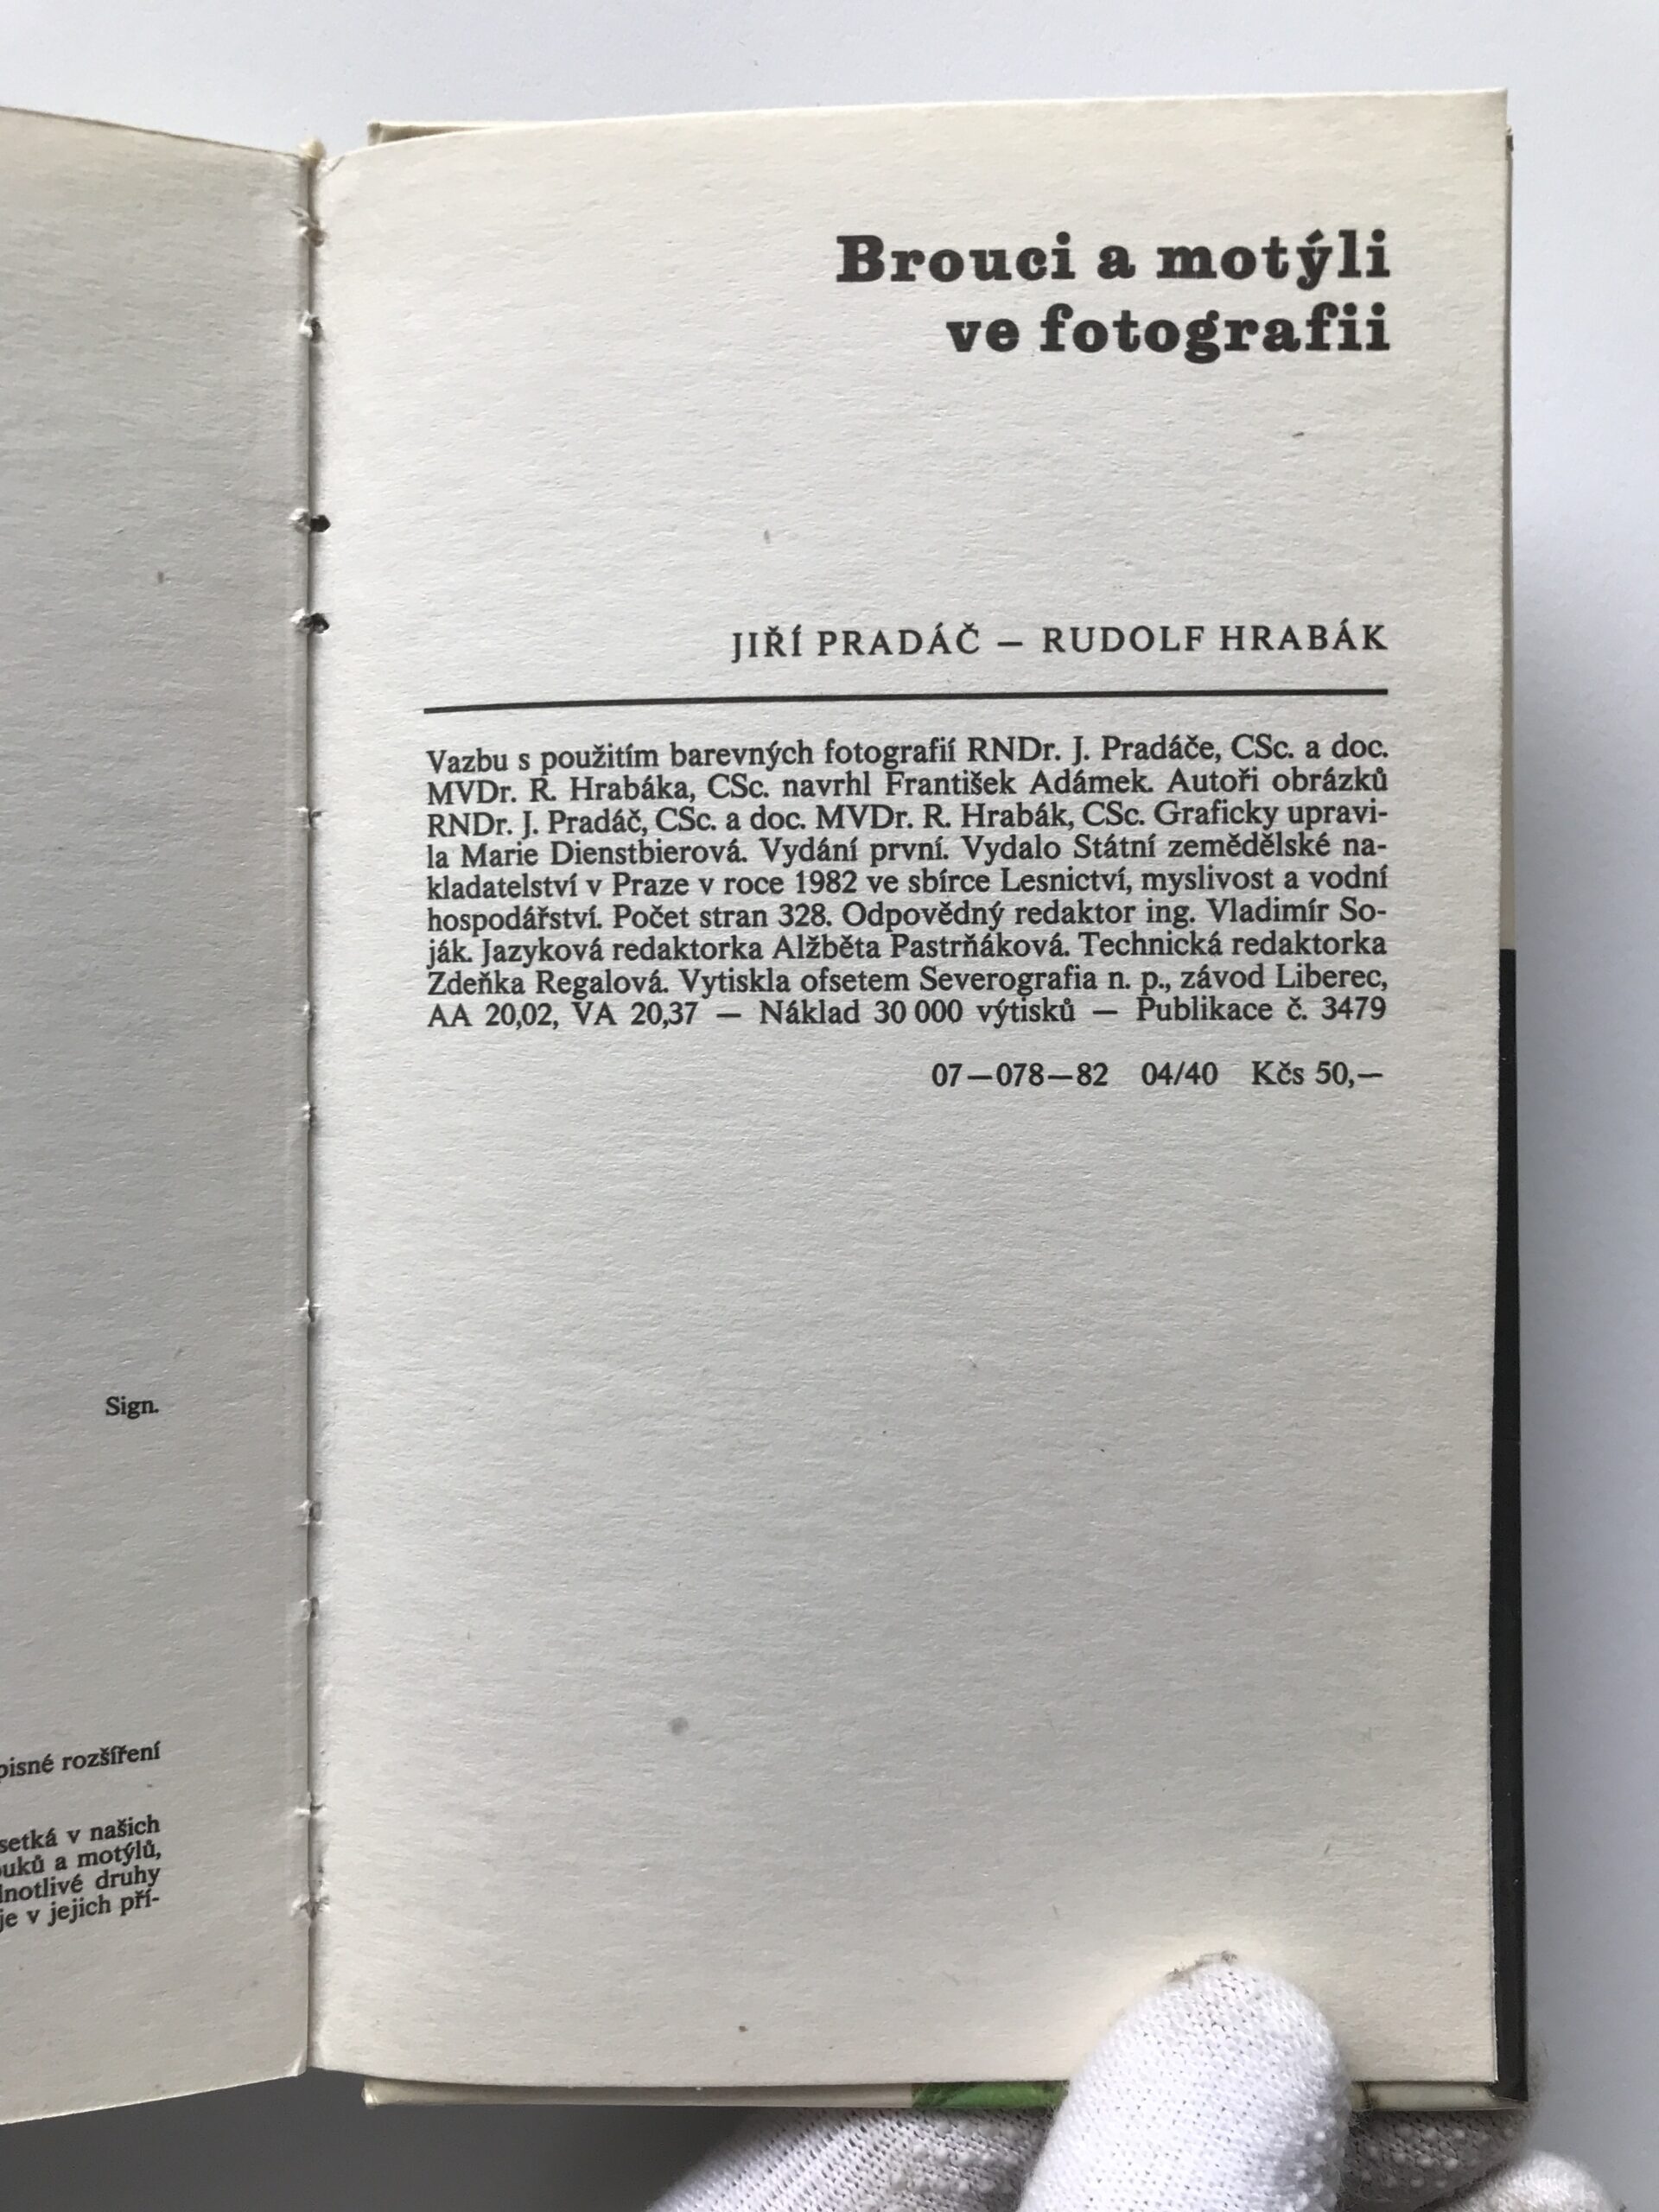 Sign.
rozšíření
setká v našich
a motýlů,
druhy
je v jejich pří-
Brouci a motýli
ve fotografii
JIŘÍ PRADÁČ — RUDOLF HRABÁK
Vazbu s použitím barevných fotografií RNDr. J. Pradáče, CSc. a doc.
MVDr. R. Hrabáka, CSc. navrhl František Adámek. Autoři obrázků
RNDr. J. Pradáč, CSc. a doc. MVDr. R. Hrabák, CSc. Graficky upravi-
la Marie Dienstbierová. Vydání první. Vydalo Státní zemědělské na-
kladatelství v Praze v roce 1982 ve sbírce Lesnictví, myslivost a vodní
hospodářství. Počet stran 328. Odpovědný redaktor ing. Vladimír So-
ják. Jazyková redaktorka Alžběta Pastrňáková. Technická redaktorka
Zdeňka Regalová. Vytiskla ofsetem Severografia n. p., závod Liberec,
AA 20,02, VA 20,37 — Náklad 30 000 výtisků — Publikace č. 3479
07—078—82 04/40 Kčs 50,—